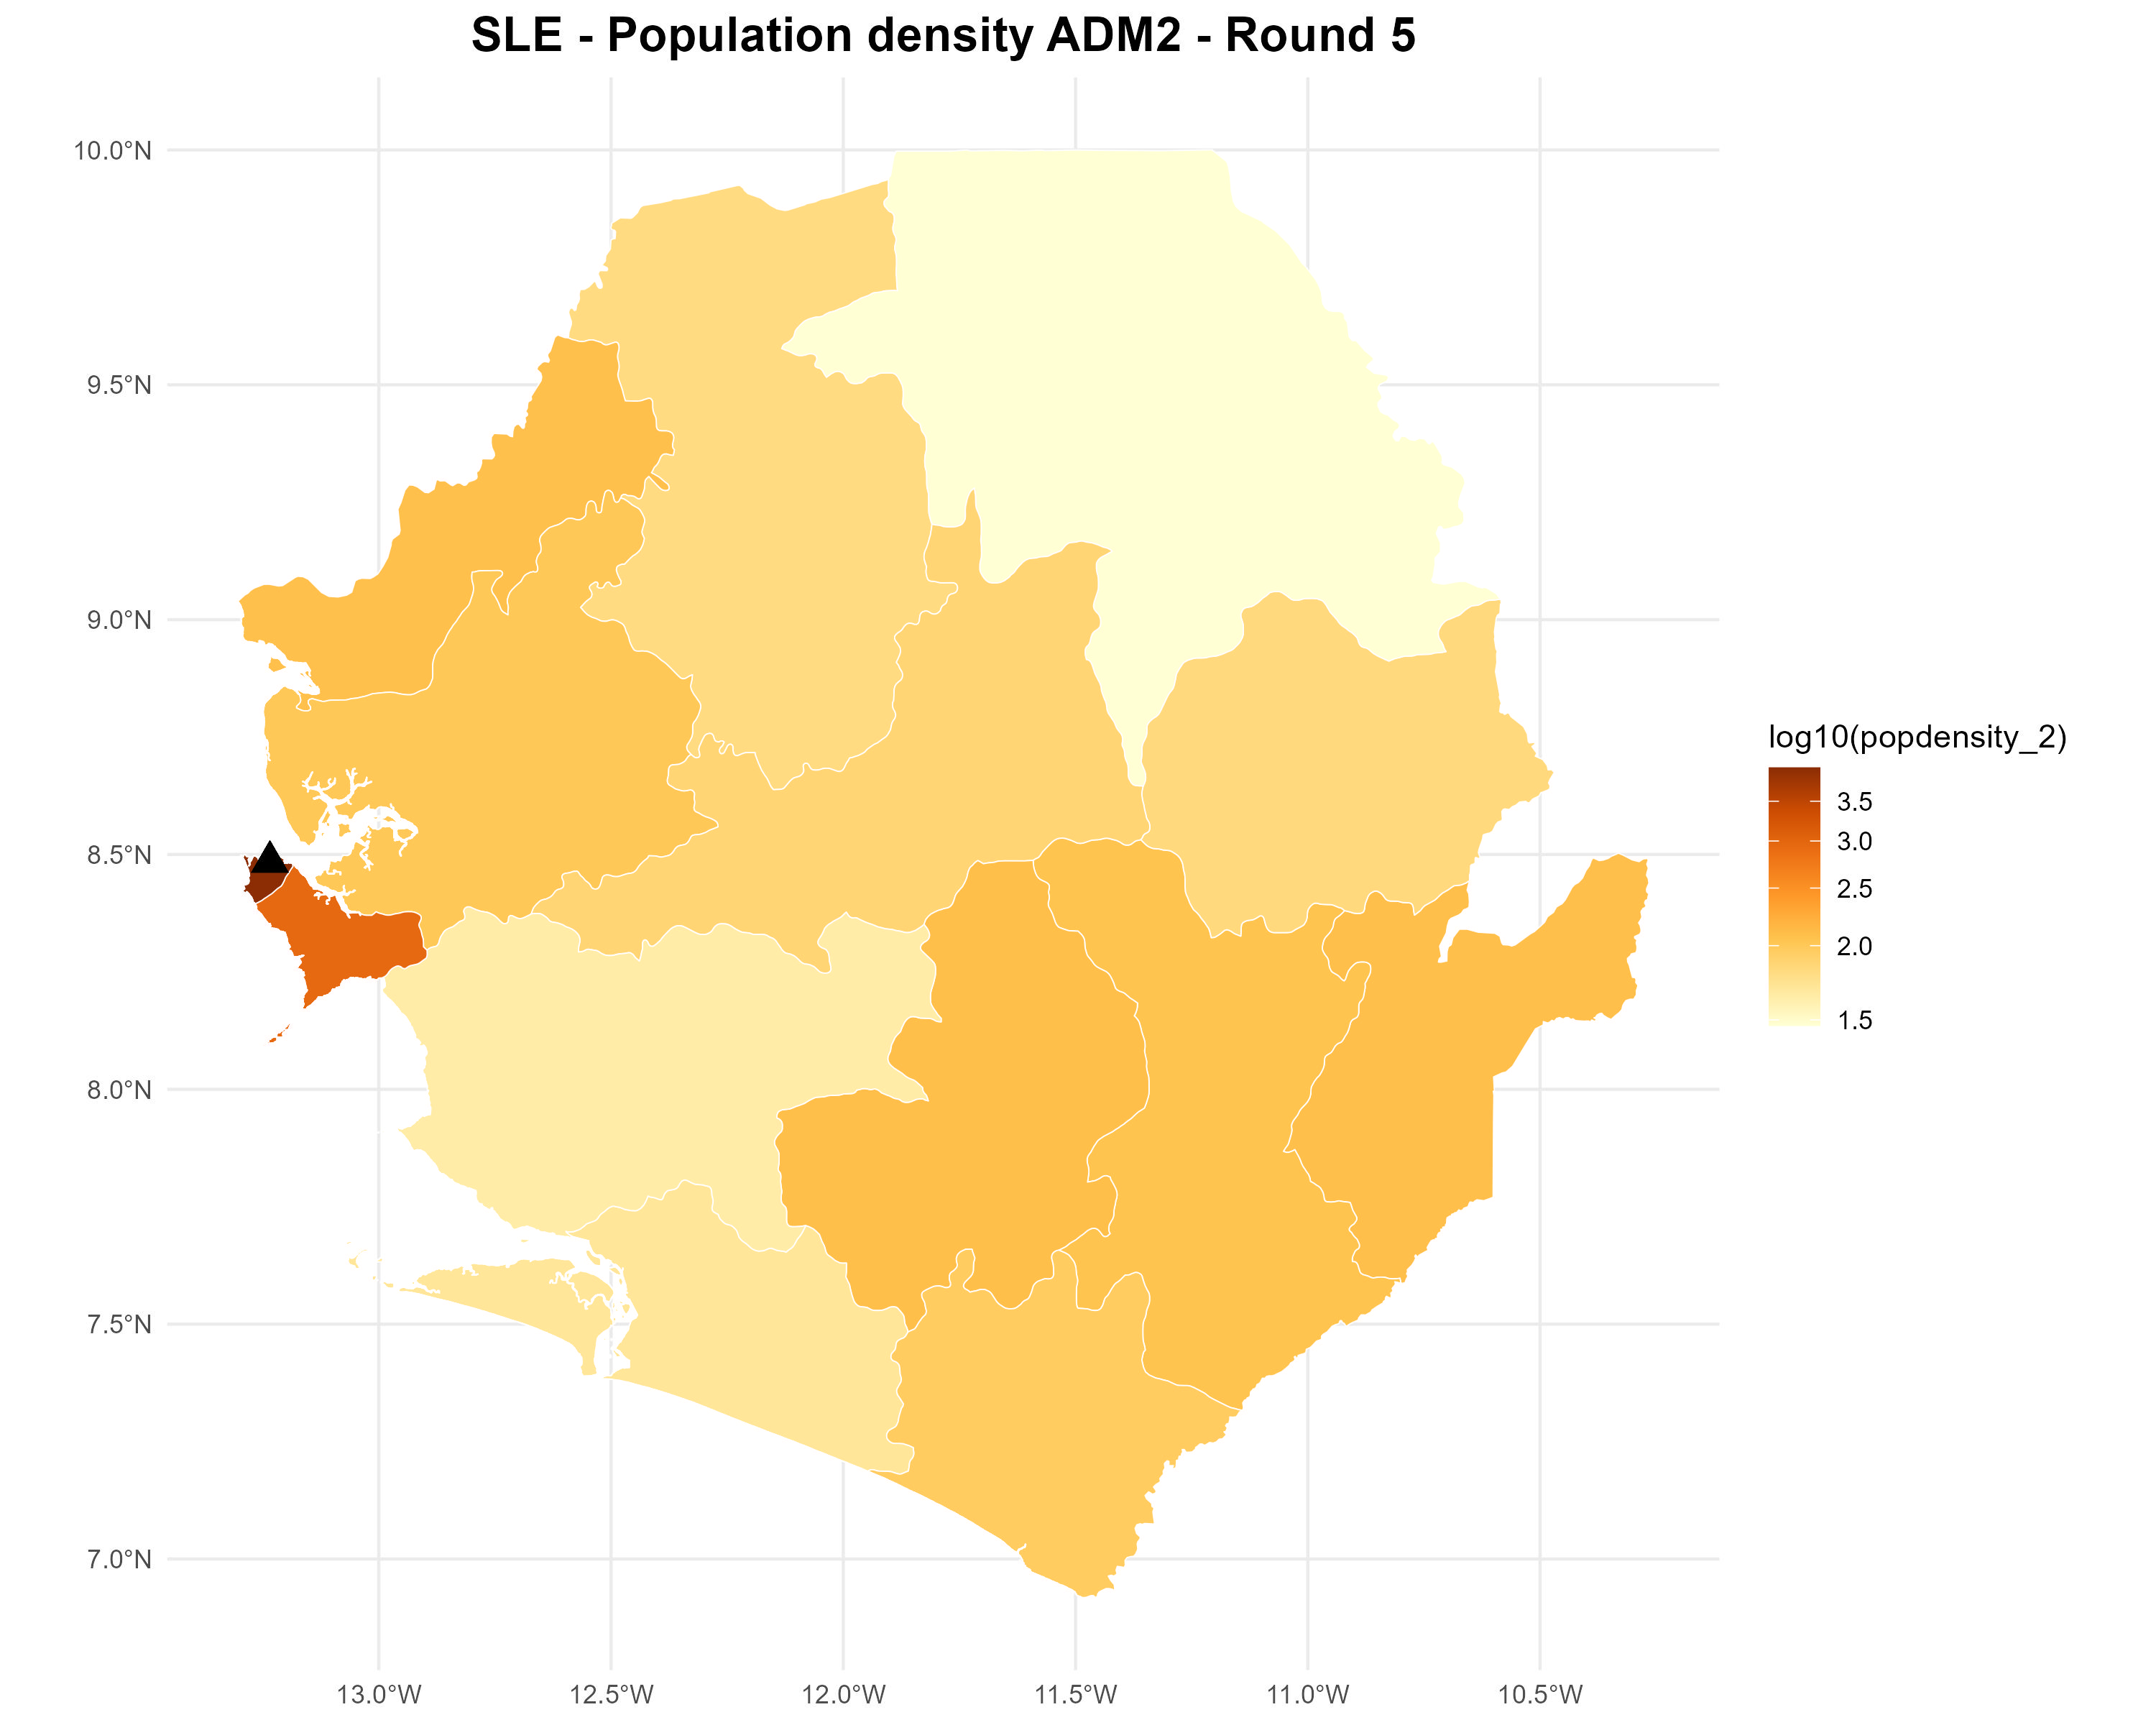 SLE - Population density ADM2 - Round 5
10.0°N
9.5°N
9.0°N
8.5°N
8.0°N
7.5°N
7.0°N
13.0°W
12.5°W
12.0°W
11.5°W
11.0°W
10.5°W
log10(popdensity_2)
3.5
3.0
2.5
2.0
1.5